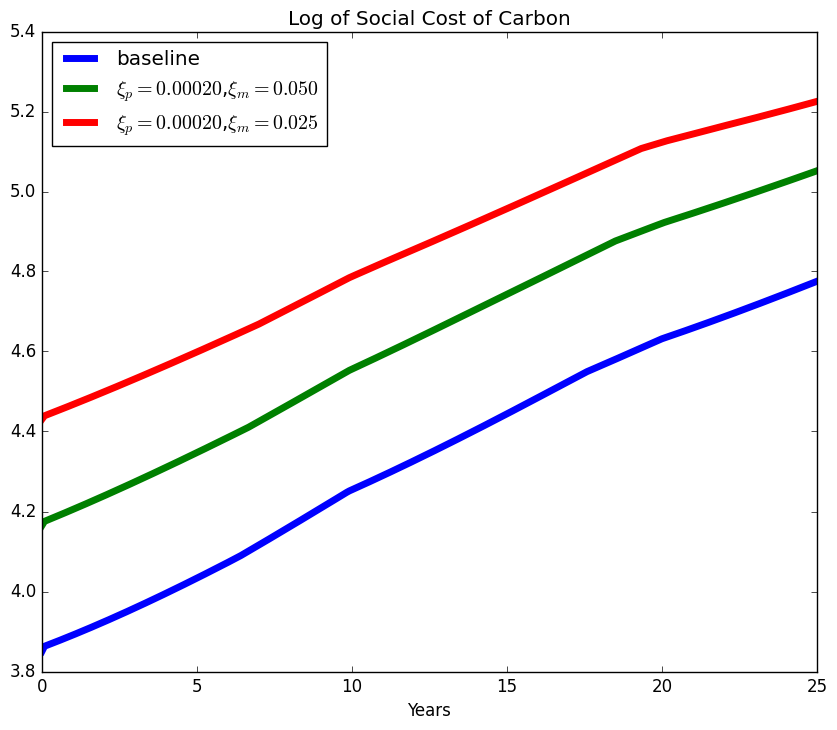 Log of Social Cost of Carbon
5.4
5.2
5.0
4.8
4.6
4.4
4.2
4.0
3.8
baseline
ξₚ = 0.00020,ξₘ = 0.050
ξₚ = 0.00020,ξₘ = 0.025
0 5 10 15 20 25
Years